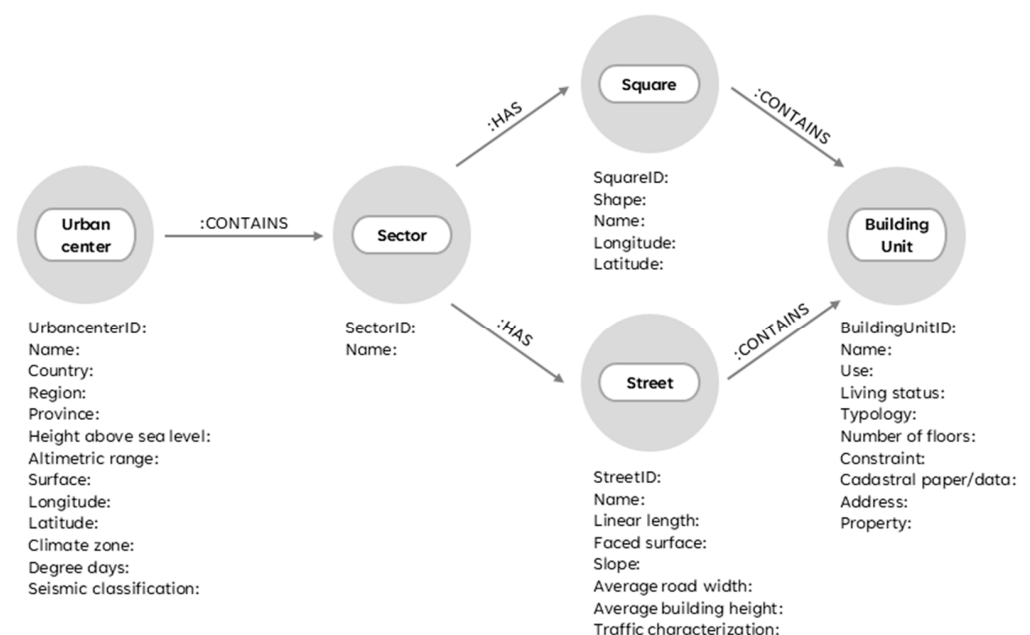 Urban
center
:CONTAINS
UrbancenterID:
Name:
Country:
Region:
Province:
Height above sea level:
Altimetric range:
Surface:
Longitude:
Latitude:
Climate zone:
Degree days:
Seismic classification:
Sector
SectorID:
Name:
:HAS
:HAS
Square
SquareID:
Shape:
Name:
Longitude:
Latitude:
Street
StreetID:
Name:
Linear length:
Faced surface:
Slope:
Average road width:
Average building height:
Traffic characterization:
:CONTAINS
:CONTAINS
Building
Unit
BuildingUnitID:
Name:
Use:
Living status:
Typology:
Number of floors:
Constraint:
Cadastral paper/data:
Address:
Property: